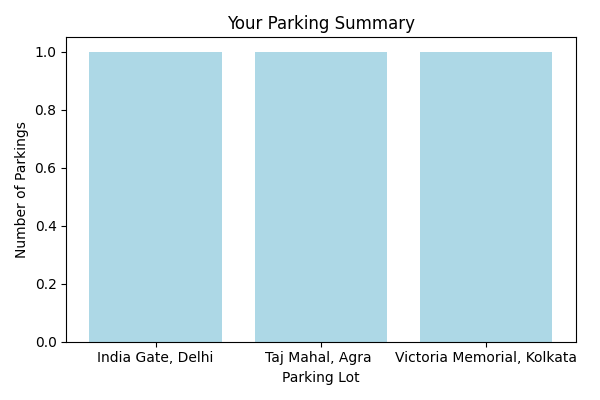 Your Parking Summary
1.0
0.8
0.6
0.4
0.2
0.0
Number of Parkings
India Gate, Delhi
Taj Mahal, Agra
Victoria Memorial, Kolkata
Parking Lot